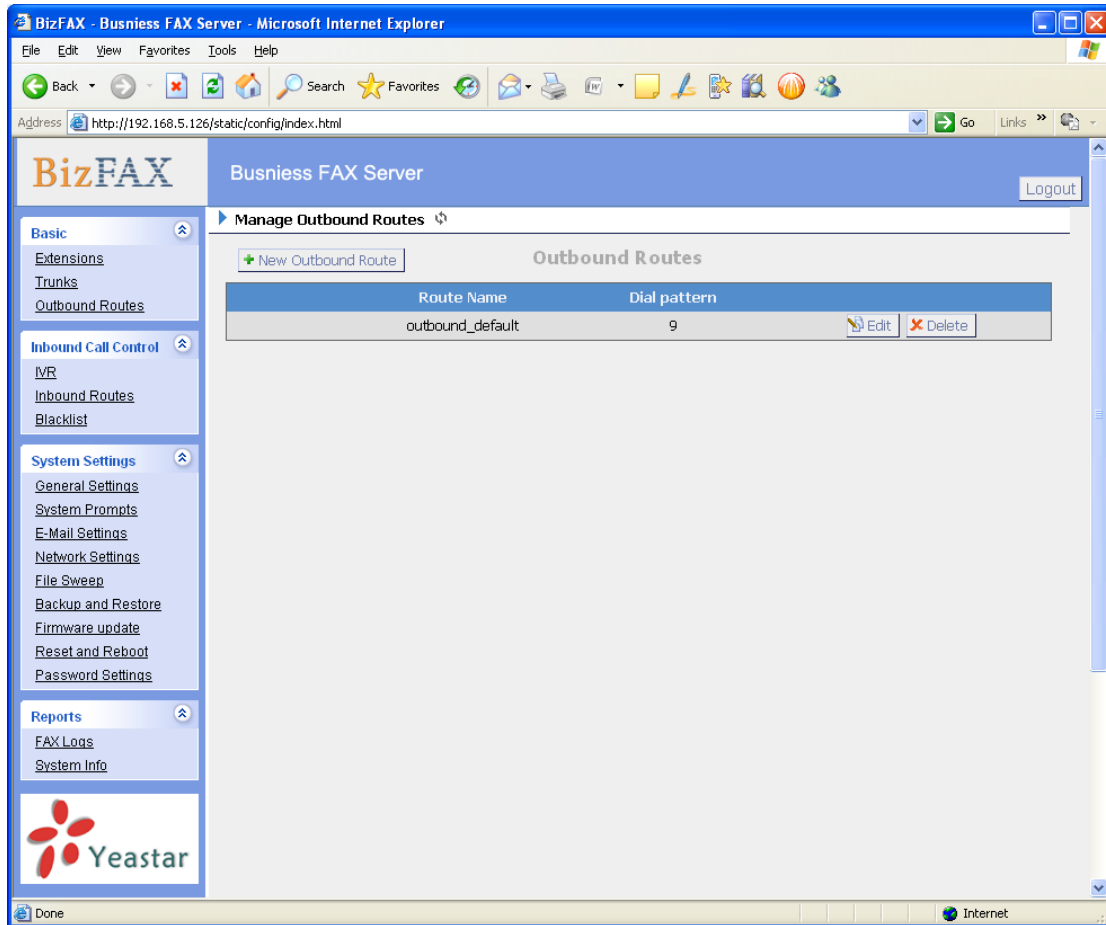 BizFAX - Busniess FAX Server - Microsoft Internet Explorer
File Edit View Favorites Tools Help
Back Search Favorites
Address http://192.168.5.126/static/config/index.html Go Links »
BizFAX Busniess FAX Server
Logout
Manage Outbound Routes
New Outbound Route Outbound Routes
Route Name Dial pattern
outbound_default 9 Edit Delete
Basic
Extensions
Trunks
Outbound Routes
Inbound Call Control
IVR
Inbound Routes
Blacklist
System Settings
General Settings
System Prompts
E-Mail Settings
Network Settings
File Sweep
Backup and Restore
Firmware update
Reset and Reboot
Password Settings
Reports
FAX Logs
System Info
Yeastar
Done Internet